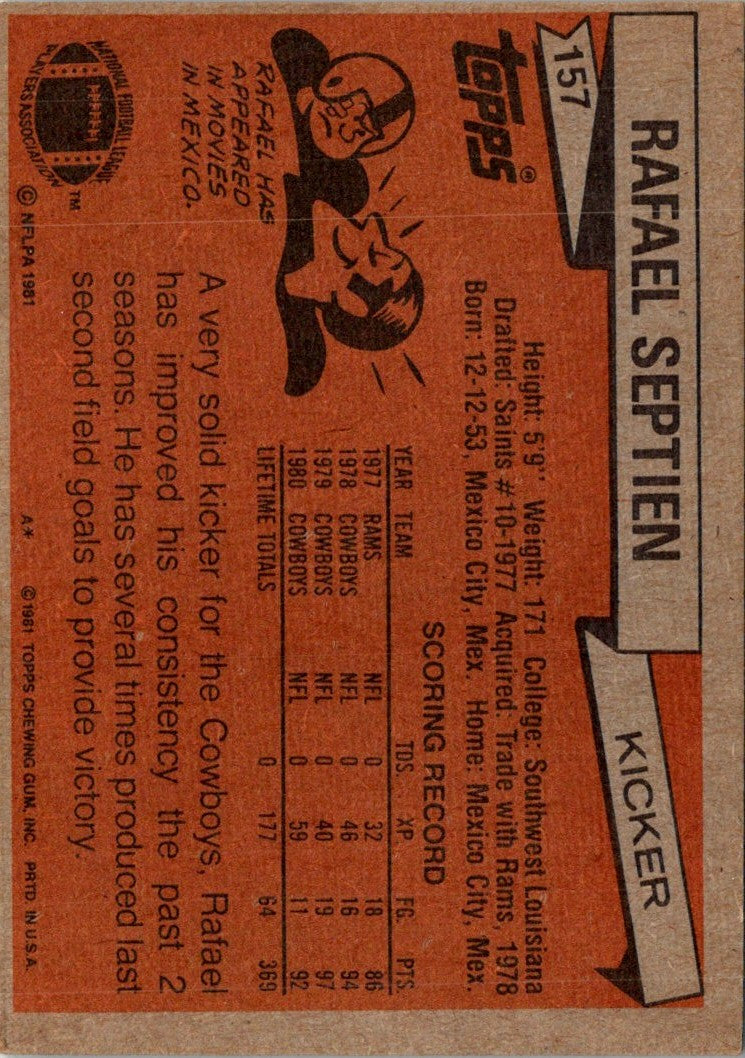 157
RAFAEL SEPTIEN
KICKER
topps®
Height: 5'9" Weight: 171 College: Southwest Louisiana
Drafted: Saints #10-1977 Acquired: Trade with Rams, 1978
Born: 12-12-53, Mexico City, Mex. Home: Mexico City, Mex.
SCORING RECORD
YEAR TEAM TDS XP. FG. PTS.
1977 RAMS NFL 0 32 18 86
1978 COWBOYS NFL 0 46 16 94
1979 COWBOYS NFL 0 40 19 97
1980 COWBOYS NFL 0 59 11 92
LIFETIME TOTALS 0 177 64 369
RAFAEL HAS
APPEARED
IN MOVIES
IN MEXICO.
A very solid kicker for the Cowboys, Rafael
has improved his consistency the past 2
seasons. He has several times produced last
second field goals to provide victory.
NATIONAL FOOTBALL LEAGUE
PLAYERS ASSOCIATION
TM
© NFLPA 1981
A* © 1981 TOPPS CHEWING GUM, INC. PRTD. IN U.S.A.